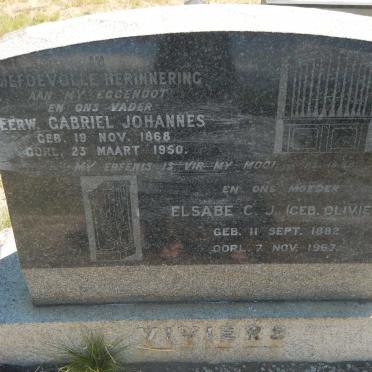 IN
LIEFDEVOLLE HERINNERING
AAN MY EGGENOOT
EN ONS VADER
EERW. GABRIEL JOHANNES
GEB. 19 NOV. 1868
OORL. 23 MAART 1950.
MY ERFENIS IS VIR MY MOOI
EN ONS MOEDER
ELSABE C. J. (GEB. OLIVIE
GEB. 11 SEPT. 1882
OORL. 7 NOV. 1967.
VIVIERS